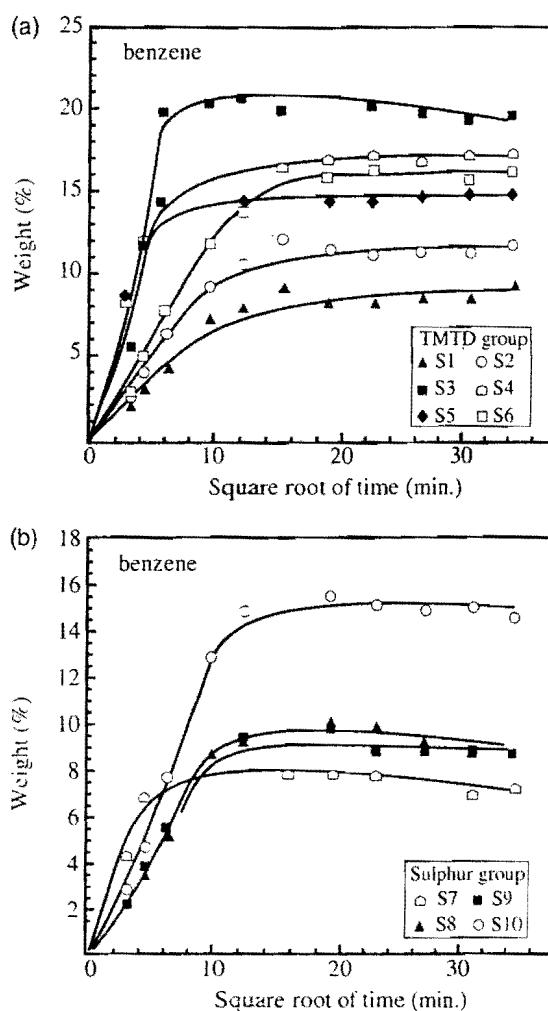 (a)
benzene
25
20
15
10
5
0 10 20 30
Weight (%)
Square root of time (min.)
TMTD group
S1 S2
S3 S4
S5 S6
(b)
benzene
18
16
14
12
10
8
6
4
2
0 10 20 30
Weight (%)
Square root of time (min.)
Sulphur group
S7 S9
S8 S10